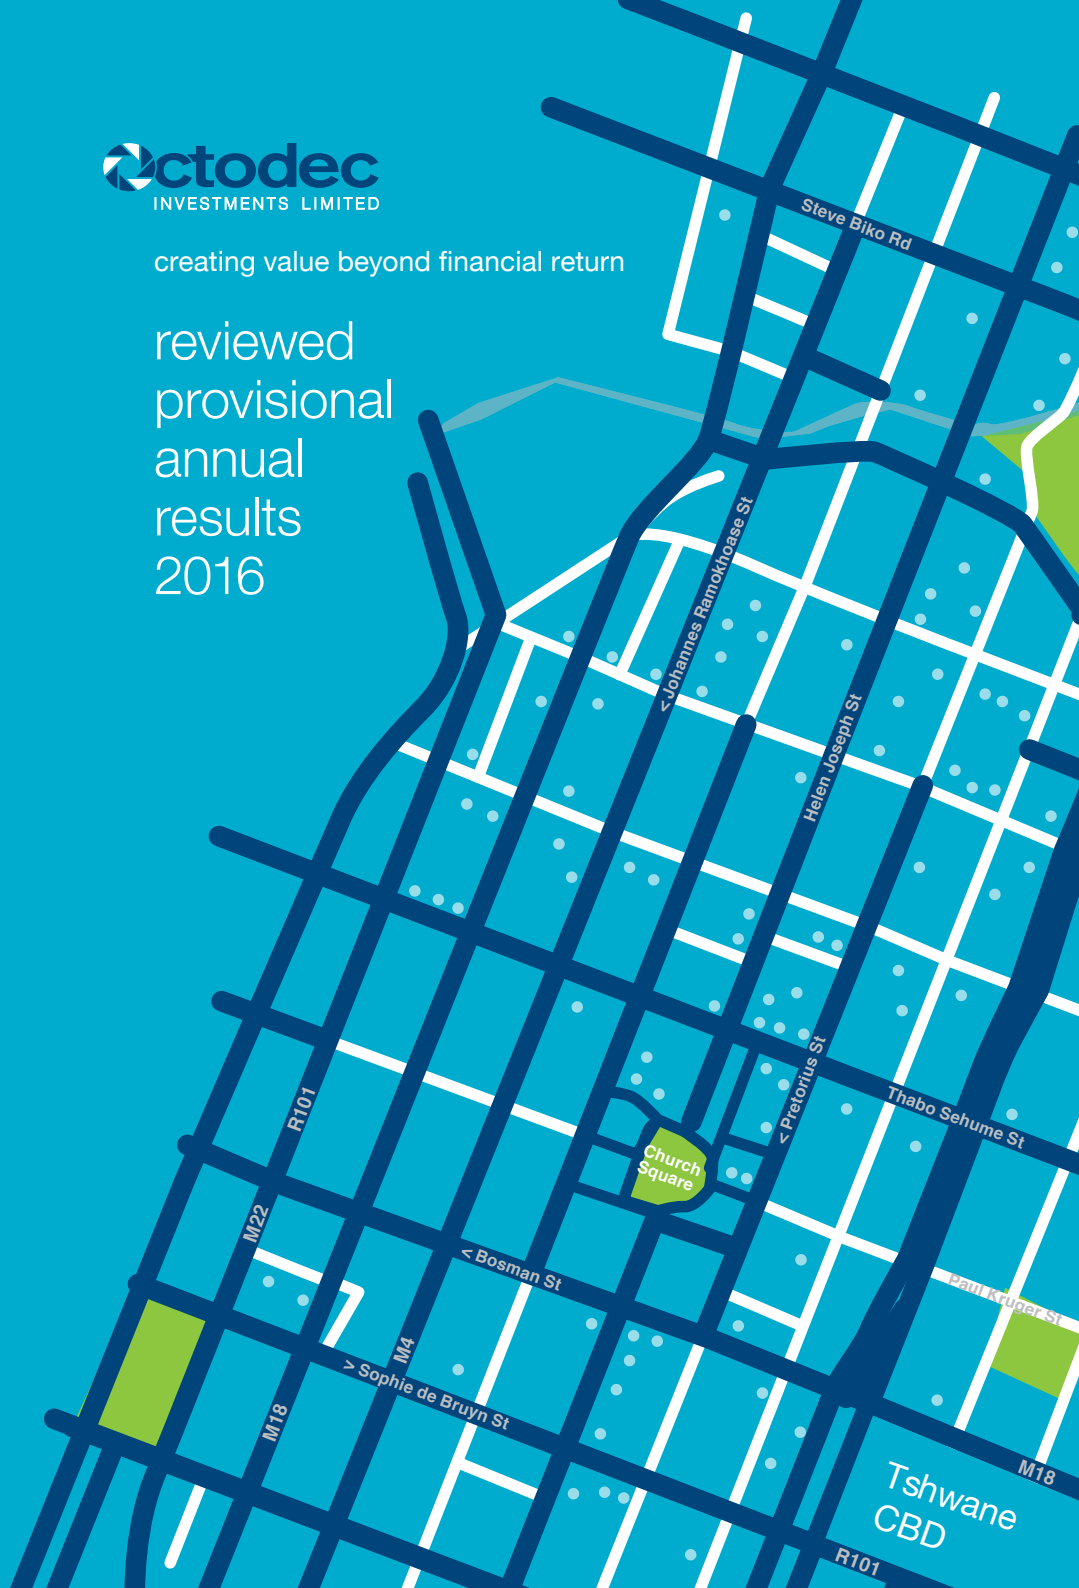 Octodec
INVESTMENTS LIMITED
creating value beyond financial return
reviewed
provisional
annual
results
2016
Steve Biko Rd
< Johannes Ramokhoase St
Helen Joseph St
< Pretorius St
Thabo Sehume St
Church
Square
R101
M22
< Bosman St
Paul Kruger St
M4
> Sophie de Bruyn St
M18
M18
Tshwane
CBD
R101